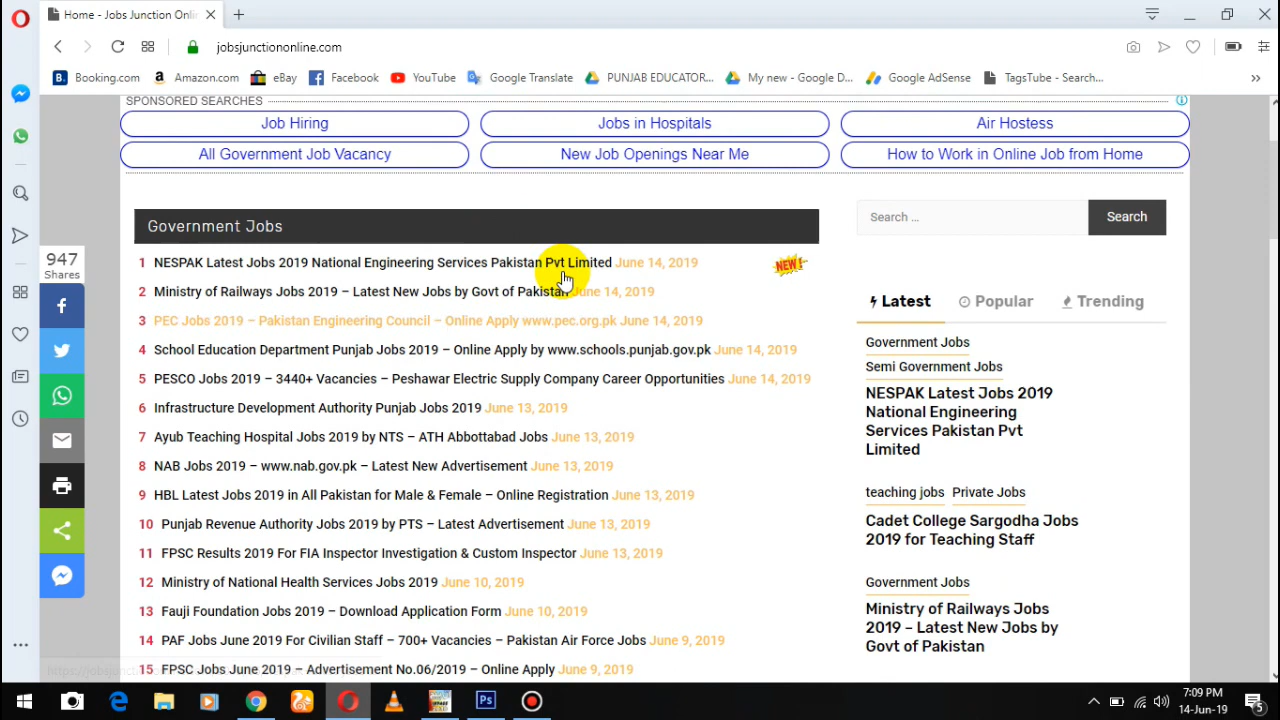 Home - Jobs Junction Onli
jobsjunctiononline.com
Booking.com
Amazon.com
eBay
Facebook
YouTube
Google Translate
PUNJAB EDUCATOR...
My new - Google D...
Google AdSense
TagsTube - Search...
SPONSORED SEARCHES
Job Hiring
Jobs in Hospitals
Air Hostess
All Government Job Vacancy
New Job Openings Near Me
How to Work in Online Job from Home
947
Shares
Government Jobs
1 NESPAK Latest Jobs 2019 National Engineering Services Pakistan Pvt Limited June 14, 2019 NEW!
2 Ministry of Railways Jobs 2019 – Latest New Jobs by Govt of Pakistan June 14, 2019
3 PEC Jobs 2019 – Pakistan Engineering Council – Online Apply www.pec.org.pk June 14, 2019
4 School Education Department Punjab Jobs 2019 – Online Apply by www.schools.punjab.gov.pk June 14, 2019
5 PESCO Jobs 2019 – 3440+ Vacancies – Peshawar Electric Supply Company Career Opportunities June 14, 2019
6 Infrastructure Development Authority Punjab Jobs 2019 June 13, 2019
7 Ayub Teaching Hospital Jobs 2019 by NTS – ATH Abbottabad Jobs June 13, 2019
8 NAB Jobs 2019 – www.nab.gov.pk – Latest New Advertisement June 13, 2019
9 HBL Latest Jobs 2019 in All Pakistan for Male & Female – Online Registration June 13, 2019
10 Punjab Revenue Authority Jobs 2019 by PTS – Latest Advertisement June 13, 2019
11 FPSC Results 2019 For FIA Inspector Investigation & Custom Inspector June 13, 2019
12 Ministry of National Health Services Jobs 2019 June 10, 2019
13 Fauji Foundation Jobs 2019 – Download Application Form June 10, 2019
14 PAF Jobs June 2019 For Civilian Staff – 700+ Vacancies – Pakistan Air Force Jobs June 9, 2019
15 FPSC Jobs June 2019 – Advertisement No.06/2019 – Online Apply June 9, 2019
Search ...
Search
Latest
Popular
Trending
Government Jobs
Semi Government Jobs
NESPAK Latest Jobs 2019
National Engineering
Services Pakistan Pvt
Limited
teaching jobs Private Jobs
Cadet College Sargodha Jobs
2019 for Teaching Staff
Government Jobs
Ministry of Railways Jobs
2019 – Latest New Jobs by
Govt of Pakistan
7:09 PM
14-Jun-19
5